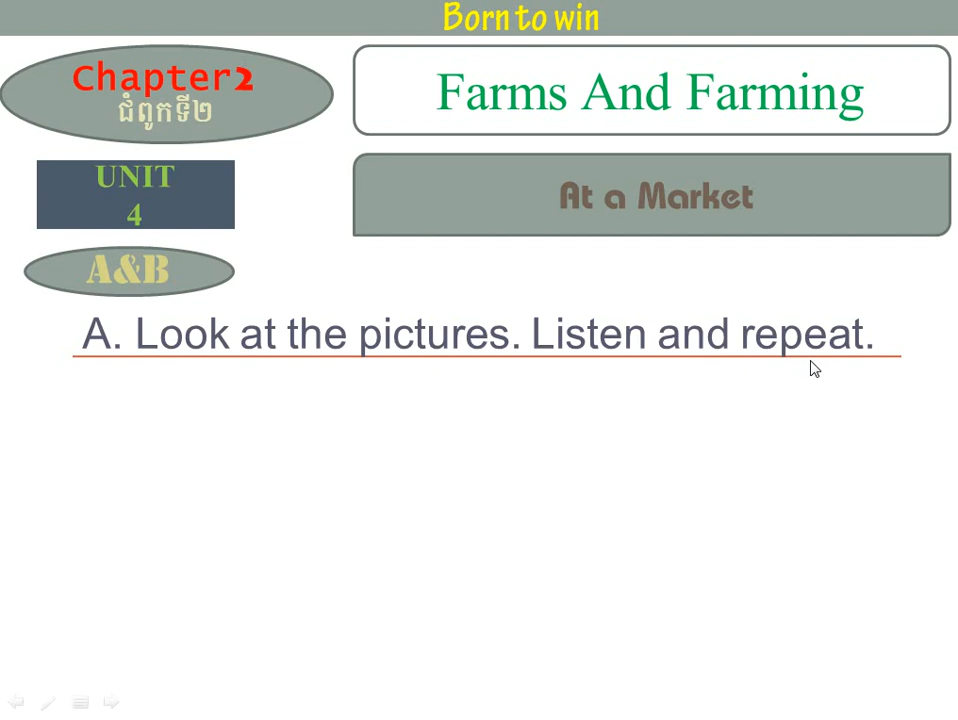 Born to win
Chapter2
ជំពូកទី២
Farms And Farming
UNIT
4
At a Market
A&B
A. Look at the pictures. Listen and repeat.